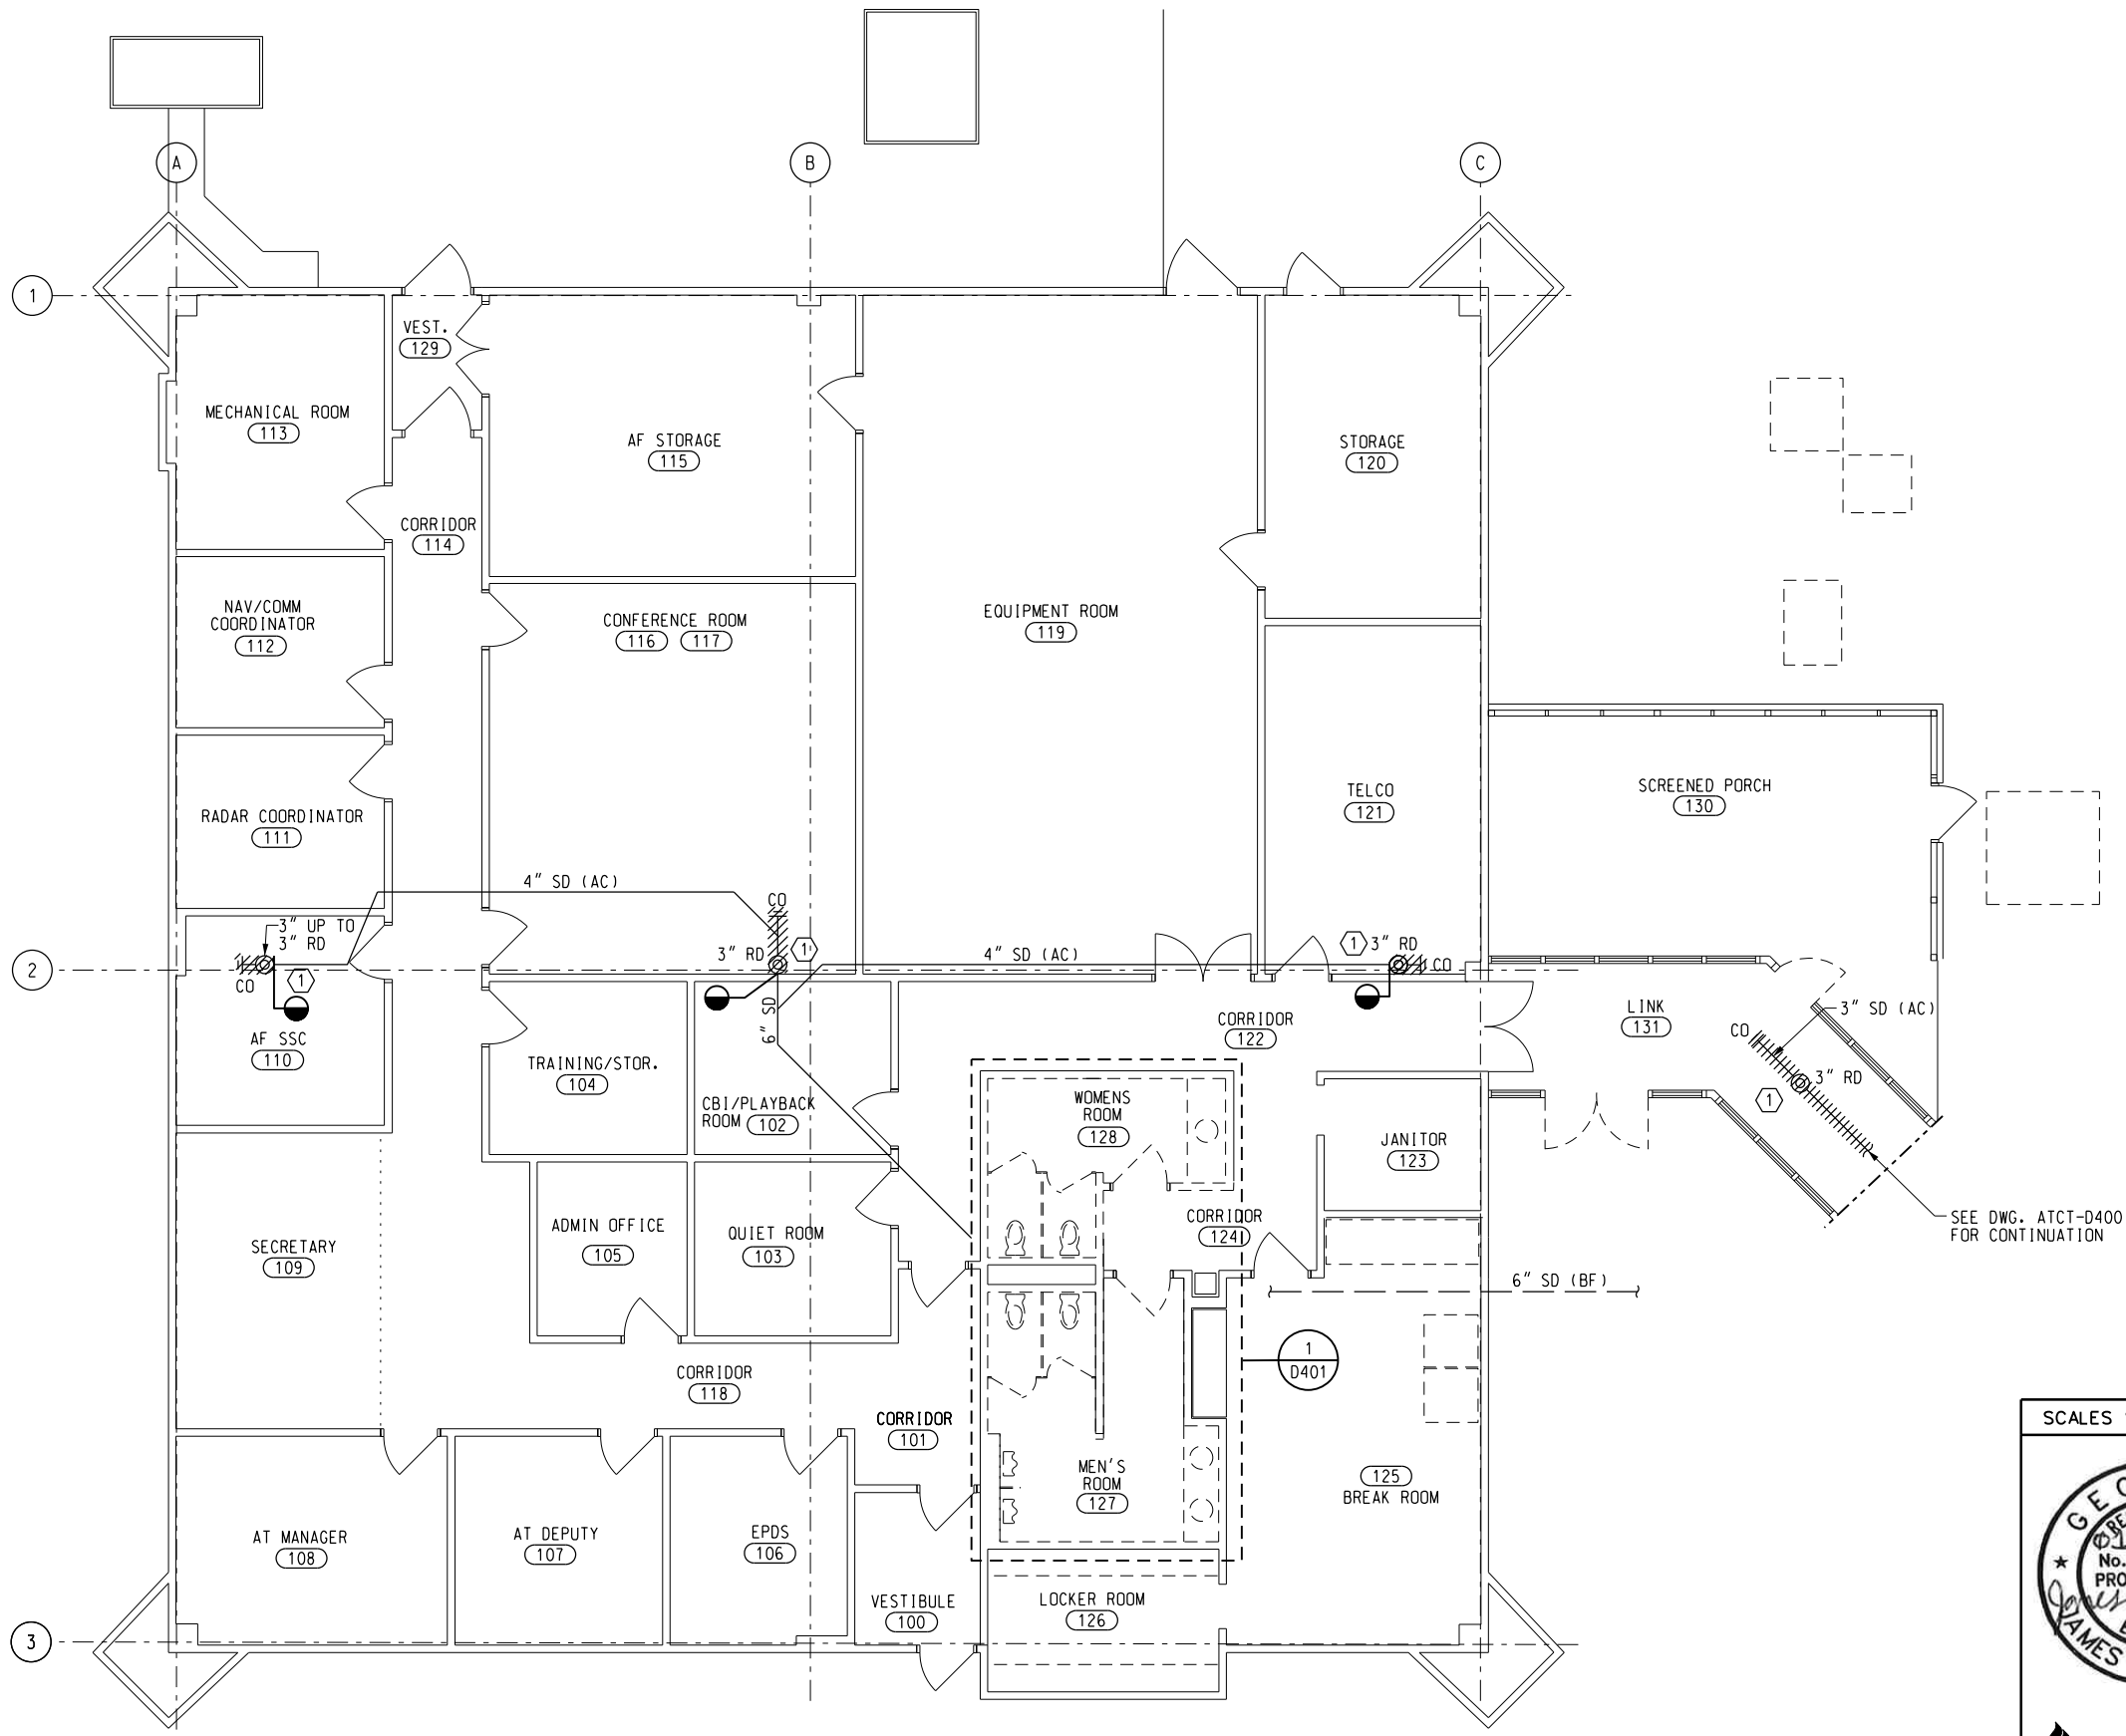 A
B
C
1
VEST.
129
MECHANICAL ROOM
113
AF STORAGE
115
STORAGE
120
CORRIDOR
114
NAV/COMM
COORDINATOR
112
CONFERENCE ROOM
116 117
EQUIPMENT ROOM
119
RADAR COORDINATOR
111
TELCO
121
SCREENED PORCH
130
4" SD (AC)
CO
3" UP TO
3" RD
3" RD
1
4" SD (AC)
1
3" RD
CO
2
CO
1
AF SSC
110
6" SD
CORRIDOR
122
LINK
131
3" SD (AC)
CO
3" RD
1
TRAINING/STOR.
104
CBI/PLAYBACK
ROOM 102
WOMENS
ROOM
128
JANITOR
123
SECRETARY
109
ADMIN OFFICE
105
QUIET ROOM
103
CORRIDOR
124
SEE DWG. ATCT-D400
FOR CONTINUATION
6" SD (BF)
1
D401
CORRIDOR
118
CORRIDOR
101
MEN'S
ROOM
127
125
BREAK ROOM
AT MANAGER
108
AT DEPUTY
107
EPDS
106
VESTIBULE
100
LOCKER ROOM
126
3
SCALES
No.
JAMES